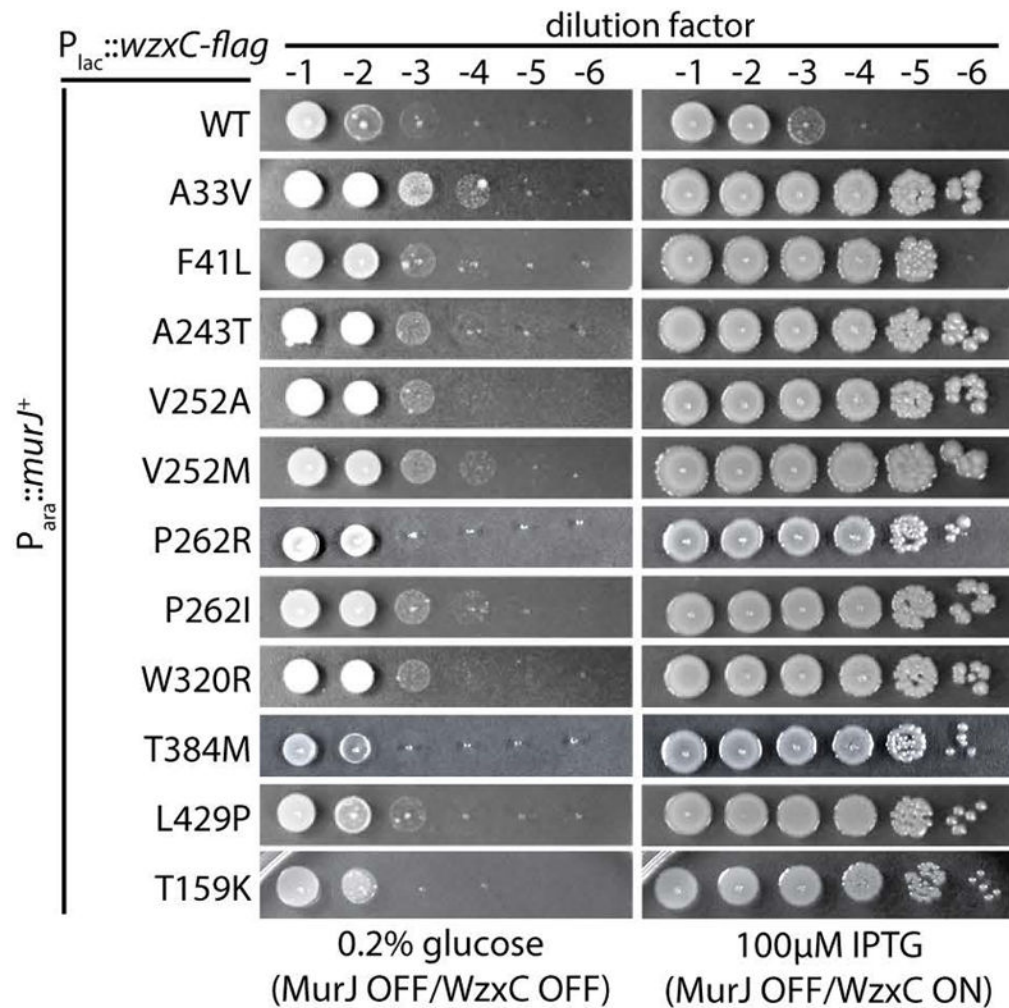 dilution factor
P_lac::wzxC-flag
-1 -2 -3 -4 -5 -6 -1 -2 -3 -4 -5 -6
P_ara::murJ⁺
WT
A33V
F41L
A243T
V252A
V252M
P262R
P262I
W320R
T384M
L429P
T159K
0.2% glucose
(MurJ OFF/WzxC OFF)
100µM IPTG
(MurJ OFF/WzxC ON)